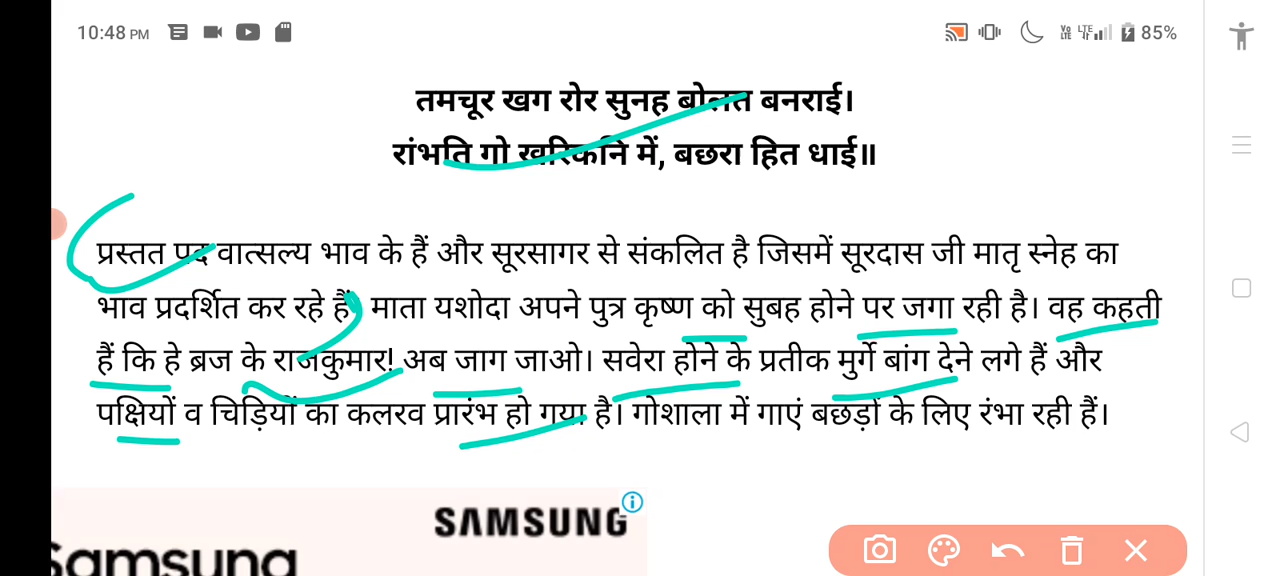 10:48 PM 85%
तमचूर खग रोर सुनह बोलत बनराई।
रांभति गो खरिकनि में, बछरा हित धाई॥
प्रस्तत पद वात्सल्य भाव के हैं और सूरसागर से संकलित है जिसमें सूरदास जी मातृ स्नेह का
भाव प्रदर्शित कर रहे हैं माता यशोदा अपने पुत्र कृष्ण को सुबह होने पर जगा रही है। वह कहती
हैं कि हे ब्रज के राजकुमार! अब जाग जाओ। सवेरा होने के प्रतीक मुर्गे बांग देने लगे हैं और
पक्षियों व चिड़ियों का कलरव प्रारंभ हो गया है। गोशाला में गाएं बछड़ों के लिए रंभा रही हैं।
SAMSUNG
Samsung